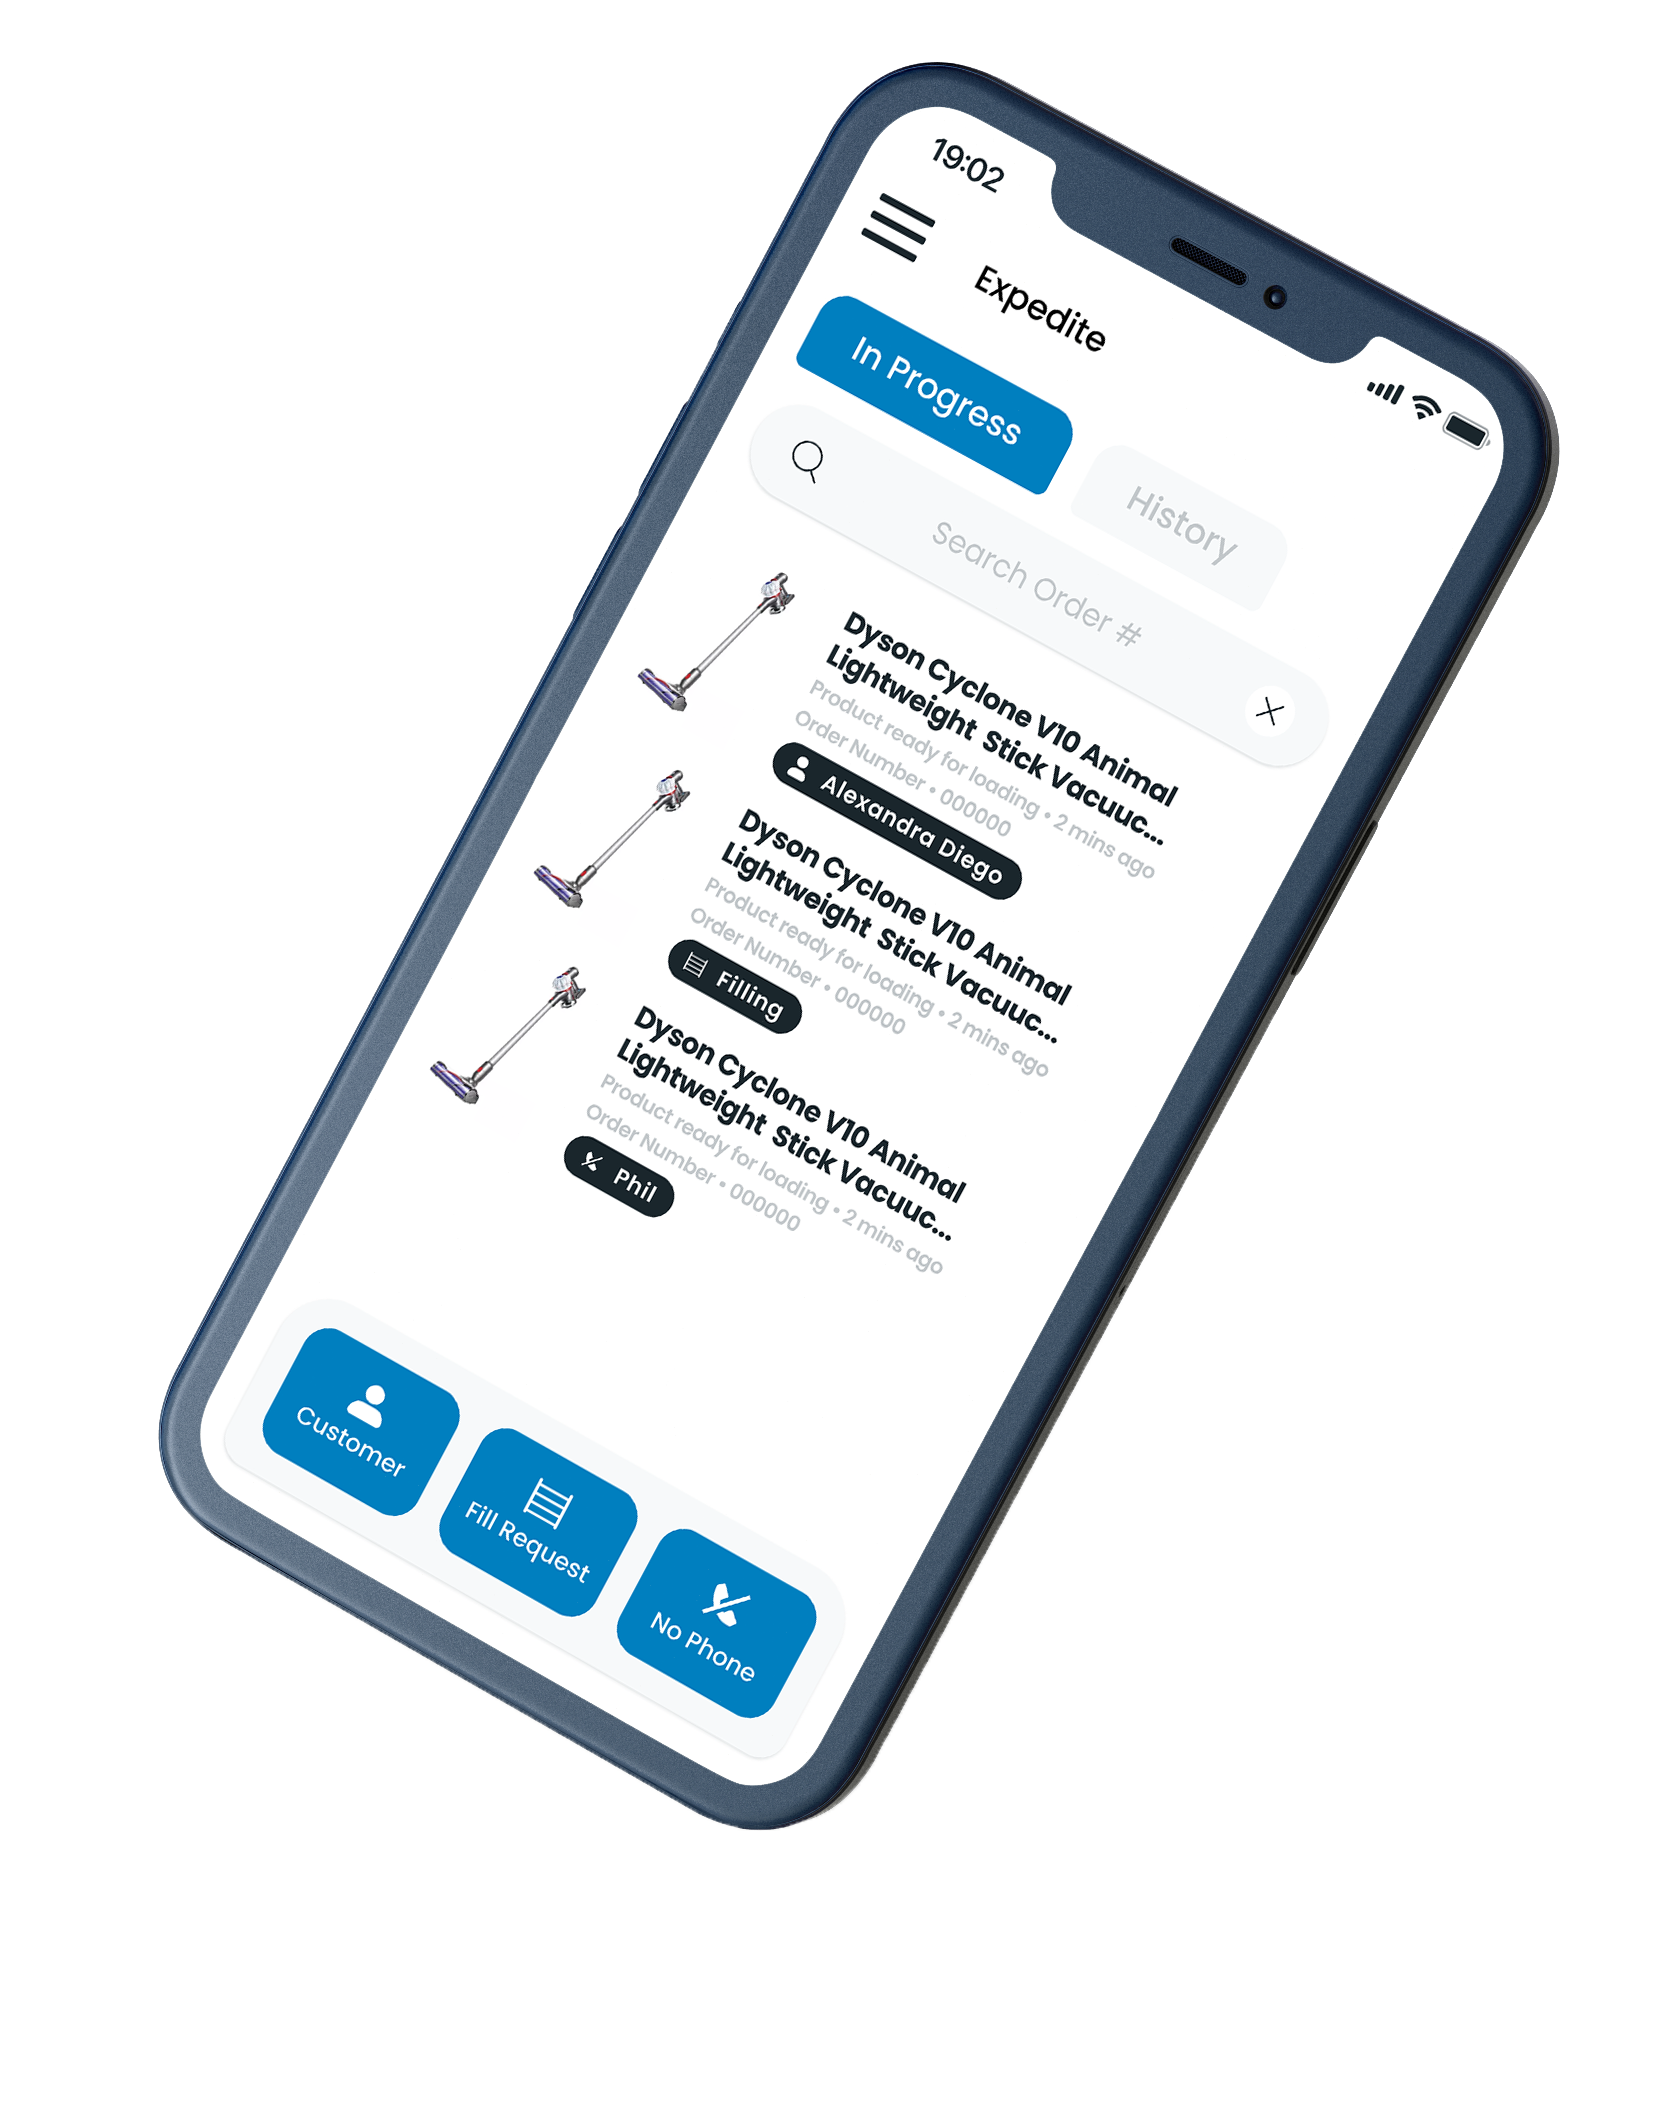 19:02
Expedite
In Progress
History
Search Order #
Dyson Cyclone V10 Animal
Lightweight Stick Vacuuc...
Product ready for loading • 2 mins ago
Order Number • 000000
Alexandra Diego
Dyson Cyclone V10 Animal
Lightweight Stick Vacuuc...
Product ready for loading • 2 mins ago
Order Number • 000000
Filling
Dyson Cyclone V10 Animal
Lightweight Stick Vacuuc...
Product ready for loading • 2 mins ago
Order Number • 000000
Phil
Customer
Fill Request
No Phone